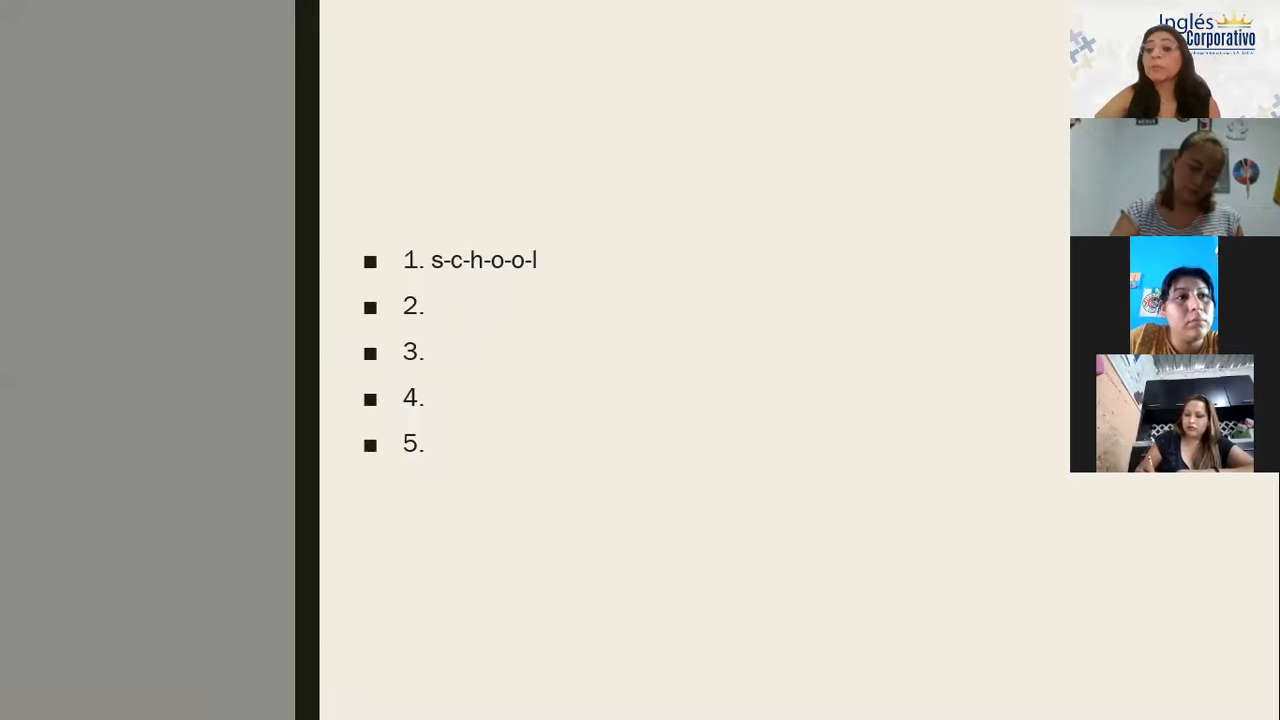 Inglés
Corporativo
■ 1. s-c-h-o-o-l
■ 2.
■ 3.
■ 4.
■ 5.